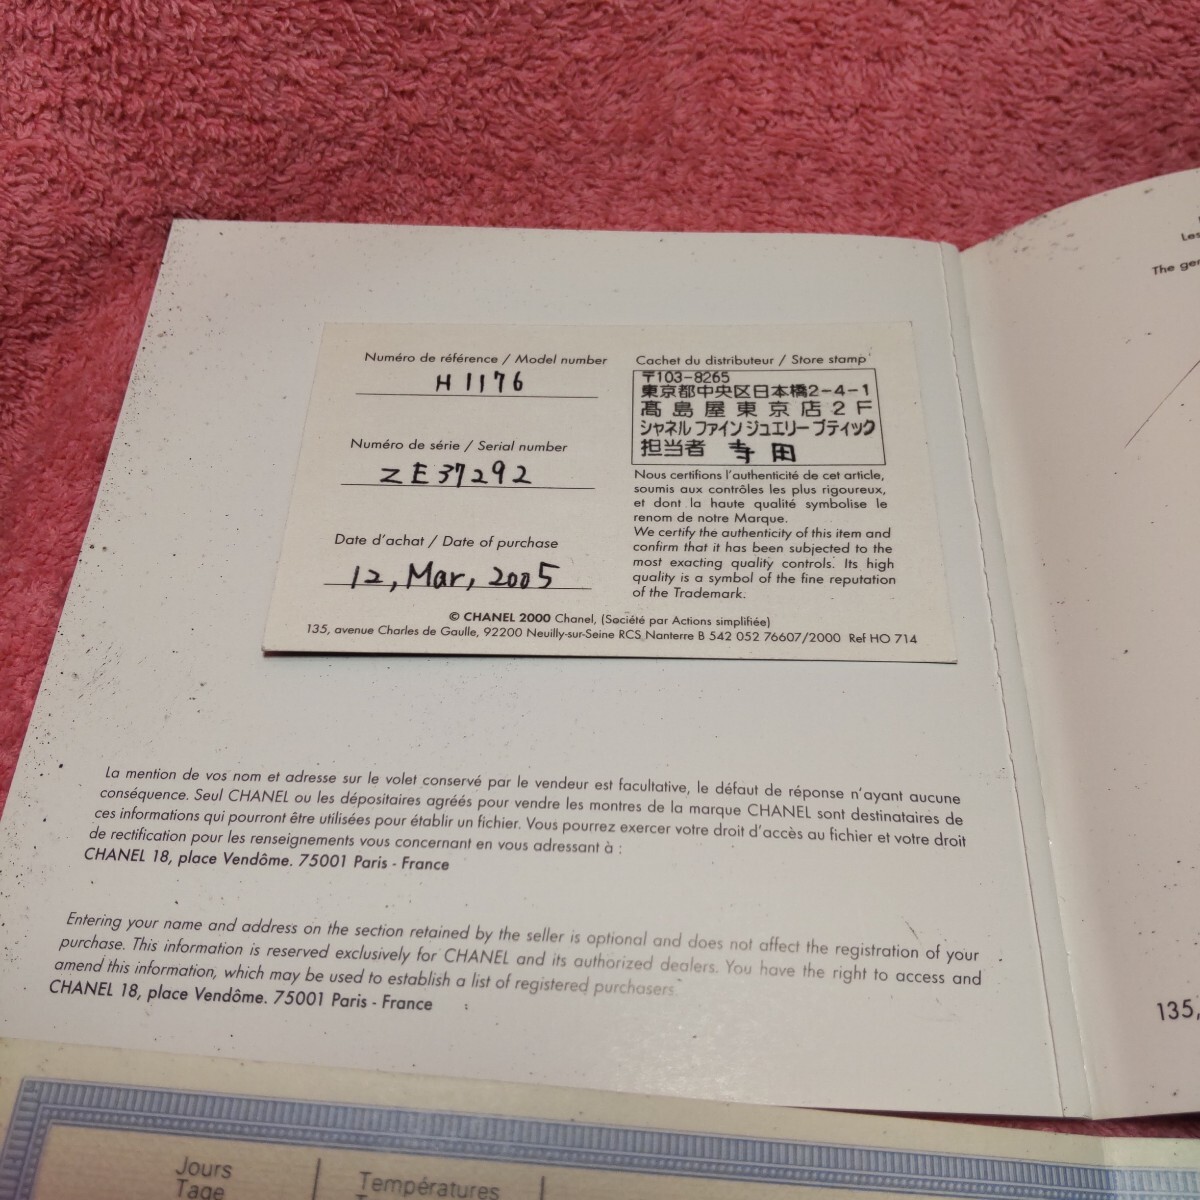 Numéro de référence / Model number
H 1176
Numéro de série / Serial number
ZE37292
Date d'achat / Date of purchase
12, Mar, 2005
Cachet du distributeur / Store stamp
〒103-8265
東京都中央区日本橋2-4-1
髙島屋東京店2F
シャネル ファインジュエリー ブティック
担当者 寺田
Nous certifions l'authenticité de cet article,
soumis aux contrôles les plus rigoureux,
et dont la haute qualité symbolise le
renom de notre Marque.
We certify the authenticity of this item and
confirm that it has been subjected to the
most exacting quality controls. Its high
quality is a symbol of the fine reputation
of the Trademark.
© CHANEL 2000 Chanel, (Société par Actions simplifiée)
135, avenue Charles de Gaulle, 92200 Neuilly-sur-Seine RCS Nanterre B 542 052 76607/2000 Ref HO 714
La mention de vos nom et adresse sur le volet conservé par le vendeur est facultative, le défaut de réponse n'ayant aucune
conséquence. Seul CHANEL ou les dépositaires agréés pour vendre les montres de la marque CHANEL sont destinataires de
ces informations qui pourront être utilisées pour établir un fichier. Vous pourrez exercer votre droit d'accès au fichier et votre droit
de rectification pour les renseignements vous concernant en vous adressant à :
CHANEL 18, place Vendôme. 75001 Paris - France
Entering your name and address on the section retained by the seller is optional and does not affect the registration of your
purchase. This information is reserved exclusively for CHANEL and its authorized dealers. You have the right to access and
amend this information, which may be used to establish a list of registered purchasers.
CHANEL 18, place Vendôme. 75001 Paris - France
Les
The
135,
Jours
Tage
Températures